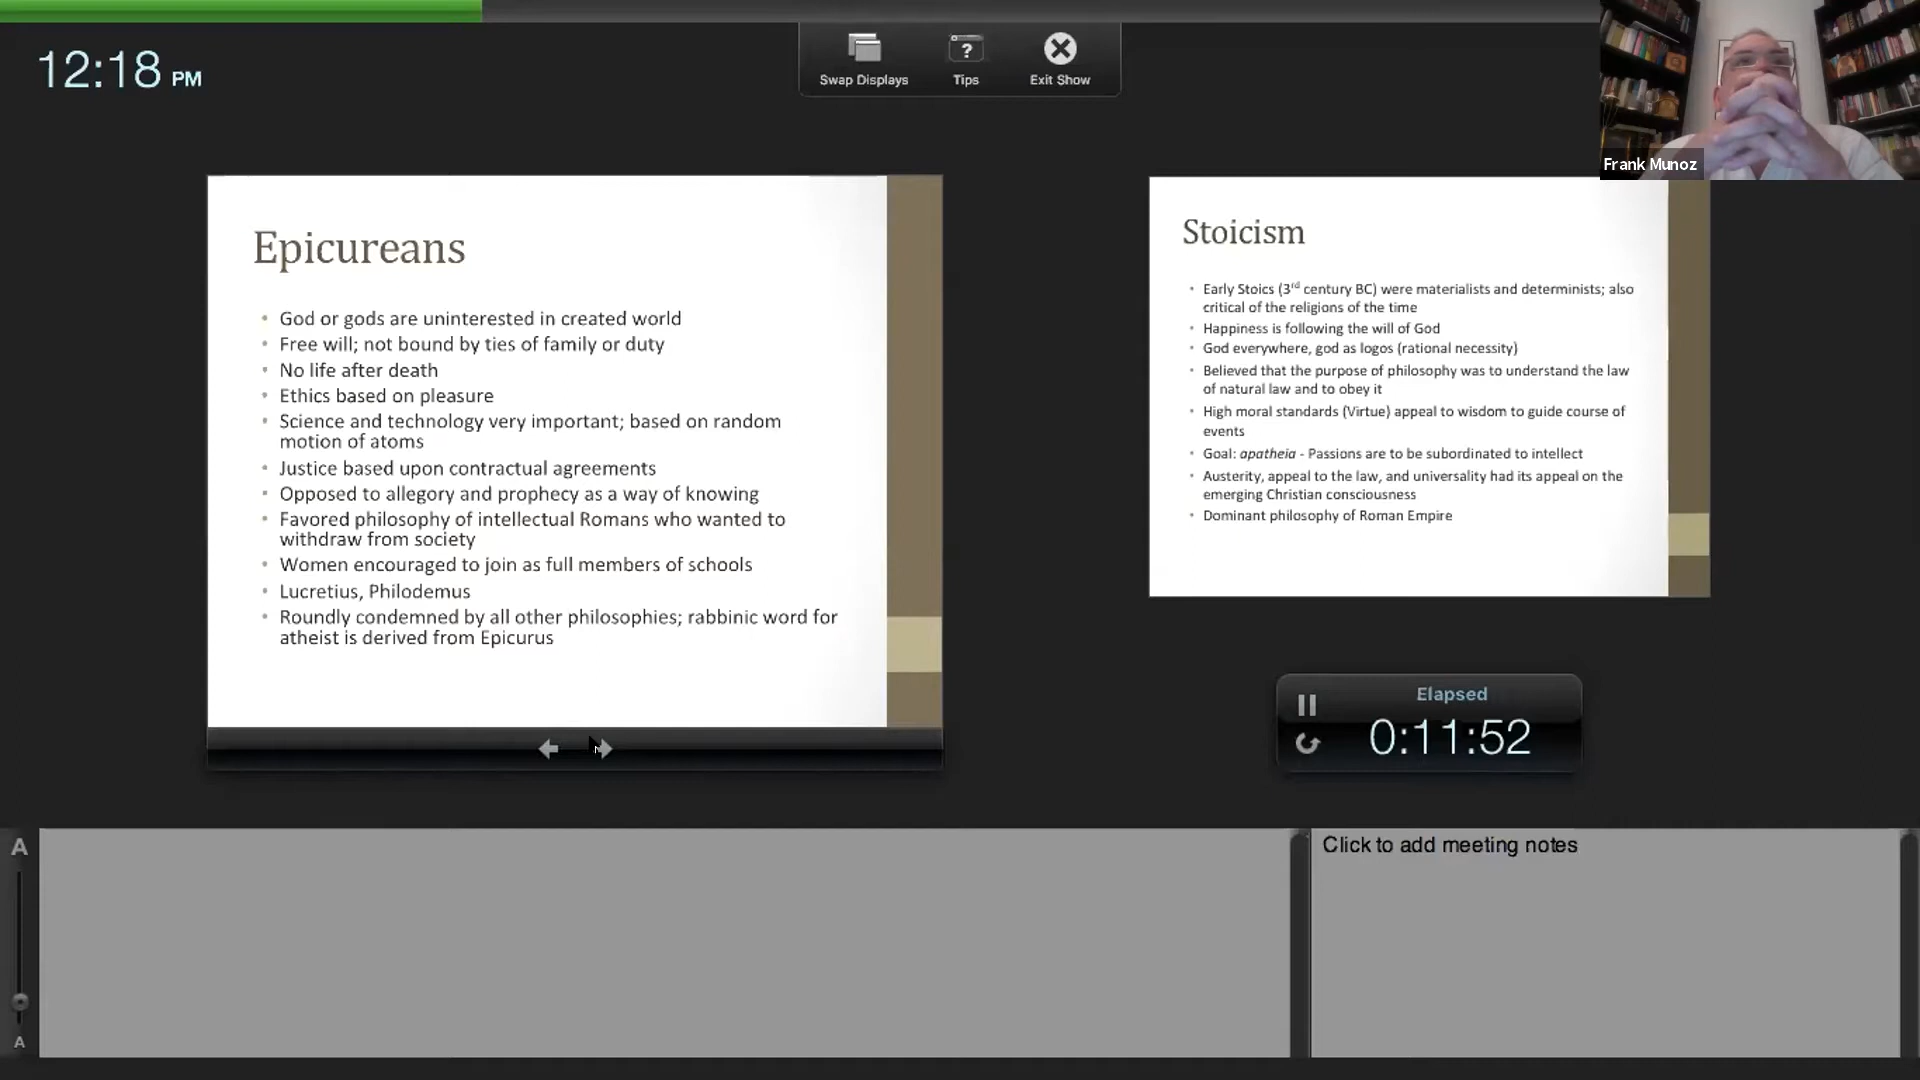 12:18 PM
Swap Displays
Tips
Exit Show
Frank Munoz
Epicureans
• God or gods are uninterested in created world
• Free will; not bound by ties of family or duty
• No life after death
• Ethics based on pleasure
• Science and technology very important; based on random
motion of atoms
• Justice based upon contractual agreements
• Opposed to allegory and prophecy as a way of knowing
• Favored philosophy of intellectual Romans who wanted to
withdraw from society
• Women encouraged to join as full members of schools
• Lucretius, Philodemus
• Roundly condemned by all other philosophies; rabbinic word for
atheist is derived from Epicurus
Stoicism
• Early Stoics (3rd century BC) were materialists and determinists; also
critical of the religions of the time
• Happiness is following the will of God
• God everywhere, god as logos (rational necessity)
• Believed that the purpose of philosophy was to understand the law
of natural law and to obey it
• High moral standards (Virtue) appeal to wisdom to guide course of
events
• Goal: apatheia - Passions are to be subordinated to intellect
• Austerity, appeal to the law, and universality had its appeal on the
emerging Christian consciousness
• Dominant philosophy of Roman Empire
Elapsed
0:11:52
A
A
Click to add meeting notes